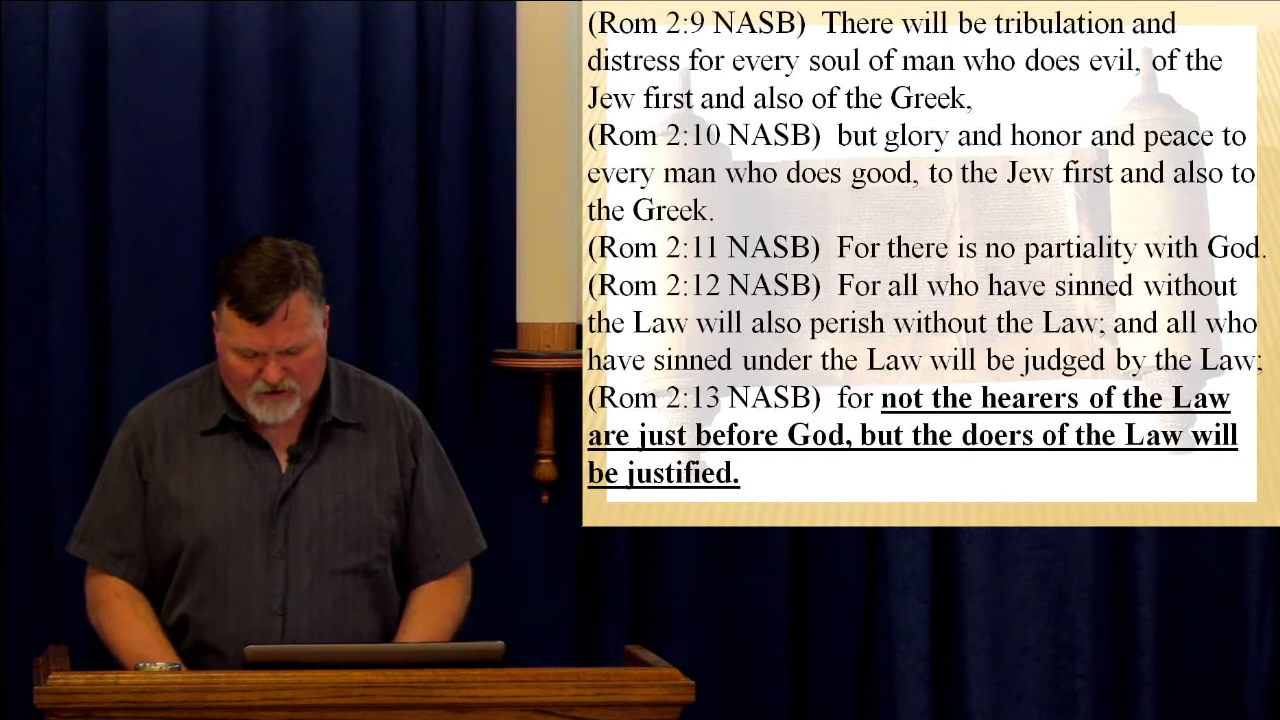 (Rom 2:9 NASB)  There will be tribulation and
distress for every soul of man who does evil, of the
Jew first and also of the Greek,
(Rom 2:10 NASB)  but glory and honor and peace to
every man who does good, to the Jew first and also to
the Greek.
(Rom 2:11 NASB)  For there is no partiality with God.
(Rom 2:12 NASB)  For all who have sinned without
the Law will also perish without the Law; and all who
have sinned under the Law will be judged by the Law;
(Rom 2:13 NASB)  for not the hearers of the Law
are just before God, but the doers of the Law will
be justified.